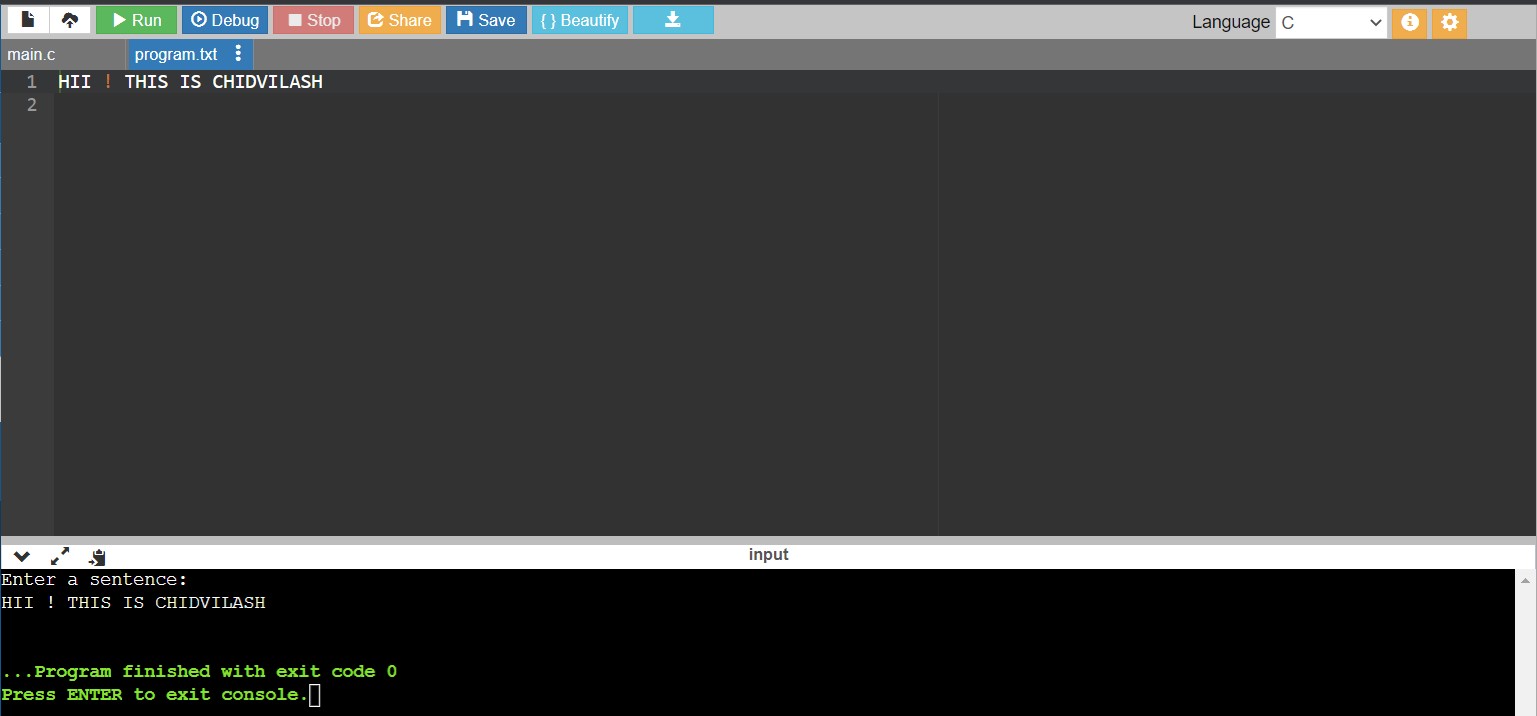 Run Debug Stop Share Save { } Beautify Language C
main.c program.txt
1 HII ! THIS IS CHIDVILASH
2
input
Enter a sentence:
HII ! THIS IS CHIDVILASH
...Program finished with exit code 0
Press ENTER to exit console.